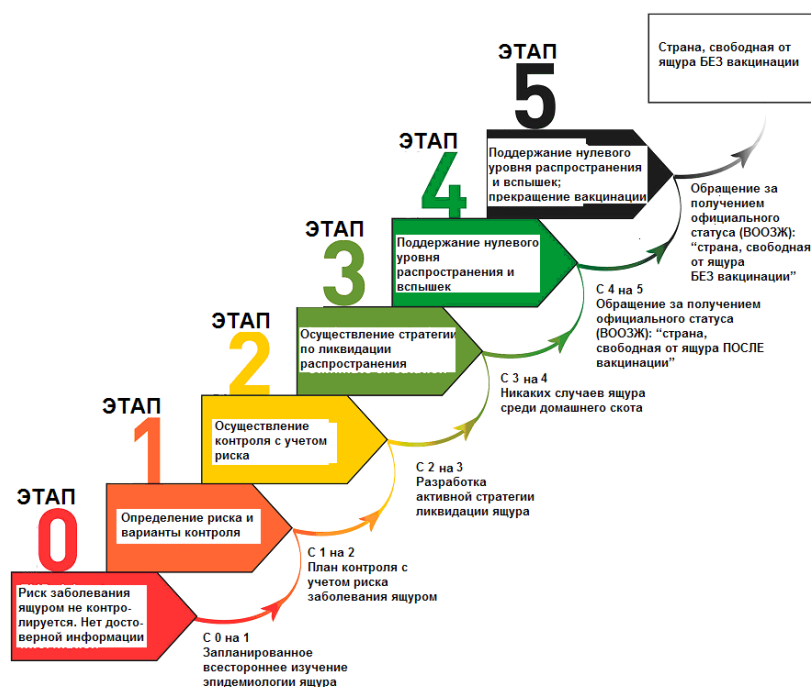 Страна, свободная от
ящура БЕЗ вакцинации
ЭТАП
5
Поддержание нулевого
уровня распространения
и вспышек;
прекращение вакцинации
Обращение за
получением
официального
статуса (ВООЗЖ):
“страна, свободная
от ящура
БЕЗ вакцинации”
ЭТАП
4
Поддержание нулевого
уровня
распространения и
вспышек
С 4 на 5
Обращение за получением
официального статуса
(ВООЗЖ): “страна,
свободная от ящура ПОСЛЕ
вакцинации”
ЭТАП
3
Осуществление стратегии
по ликвидации
распространения
С 3 на 4
Никаких случаев ящура
среди домашнего скота
ЭТАП
2
Осуществление
контроля с учетом
риска
С 2 на 3
Разработка
активной стратегии
ликвидации ящура
ЭТАП
1
Определение риска и
варианты контроля
С 1 на 2
План контроля с
учетом риска
заболевания ящуром
ЭТАП
0
Риск заболевания
ящуром не контро-
лируется. Нет досто-
верной информации
С 0 на 1
Запланированное
всестороннее изучение
эпидемиологии ящура